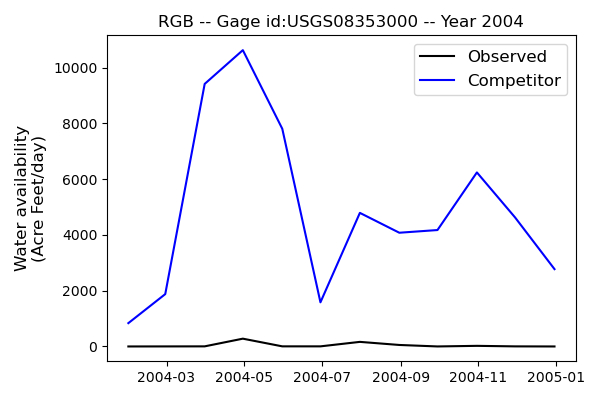 RGB -- Gage id:USGS08353000 -- Year 2004
Observed
Competitor
Water availability
(Acre Feet/day)
10000
8000
6000
4000
2000
0
2004-03 2004-05 2004-07 2004-09 2004-11 2005-01